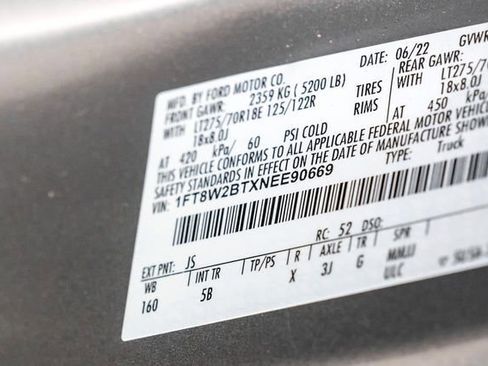 MFD. BY FORD MOTOR CO.
DATE: 06/22
GVWR
FRONT GAWR: 2359 KG ( 5200 LB)
REAR GAWR:
WITH LT275/70R18E 125/122R TIRES WITH LT275/70
18x8.0J RIMS 18x8.0J
AT 420 kPa/ 60 PSI COLD AT 450 kPa/
THIS VEHICLE CONFORMS TO ALL APPLICABLE FEDERAL MOTOR VEHICLE
SAFETY STANDARDS IN EFFECT ON THE DATE OF MANUFACTURE SHOWN
VIN: 1FT8W2BTXNEE90669 TYPE: Truck
EXT PNT: JS RC: 52 DSO:
WB INT TR TP/PS R AXLE TR SPR
160 5B X 3J G